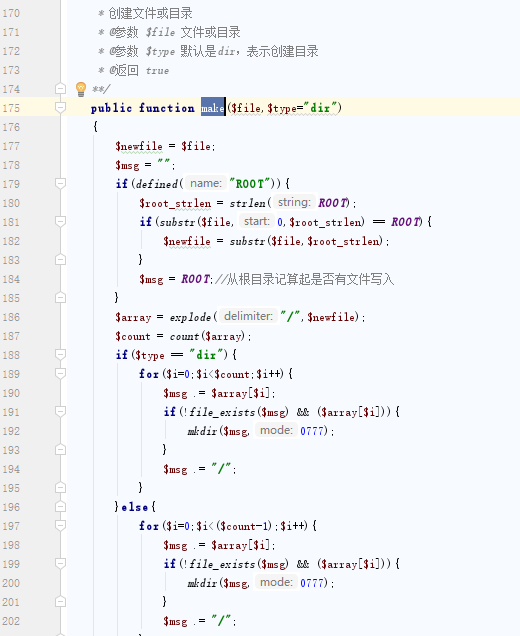 170 * 创建文件或目录
171 * @参数 $file 文件或目录
172 * @参数 $type 默认是dir，表示创建目录
173 * @返回 true
174 **/
175 public function make($file,$type="dir")
176 {
177 $newfile = $file;
178 $msg = "";
179 if(defined( name: "ROOT")){
180 $root_strlen = strlen( string: ROOT);
181 if(substr($file, start: 0,$root_strlen) == ROOT){
182 $newfile = substr($file,$root_strlen);
183 }
184 $msg = ROOT;//从根目录记算起是否有文件写入
185 }
186 $array = explode( delimiter: "/",$newfile);
187 $count = count($array);
188 if($type == "dir"){
189 for($i=0;$i<$count;$i++){
190 $msg .= $array[$i];
191 if(!file_exists($msg) && ($array[$i])){
192 mkdir($msg, mode: 0777);
193 }
194 $msg .= "/";
195 }
196 }else{
197 for($i=0;$i<($count-1);$i++){
198 $msg .= $array[$i];
199 if(!file_exists($msg) && ($array[$i])){
200 mkdir($msg, mode: 0777);
201 }
202 $msg .= "/";